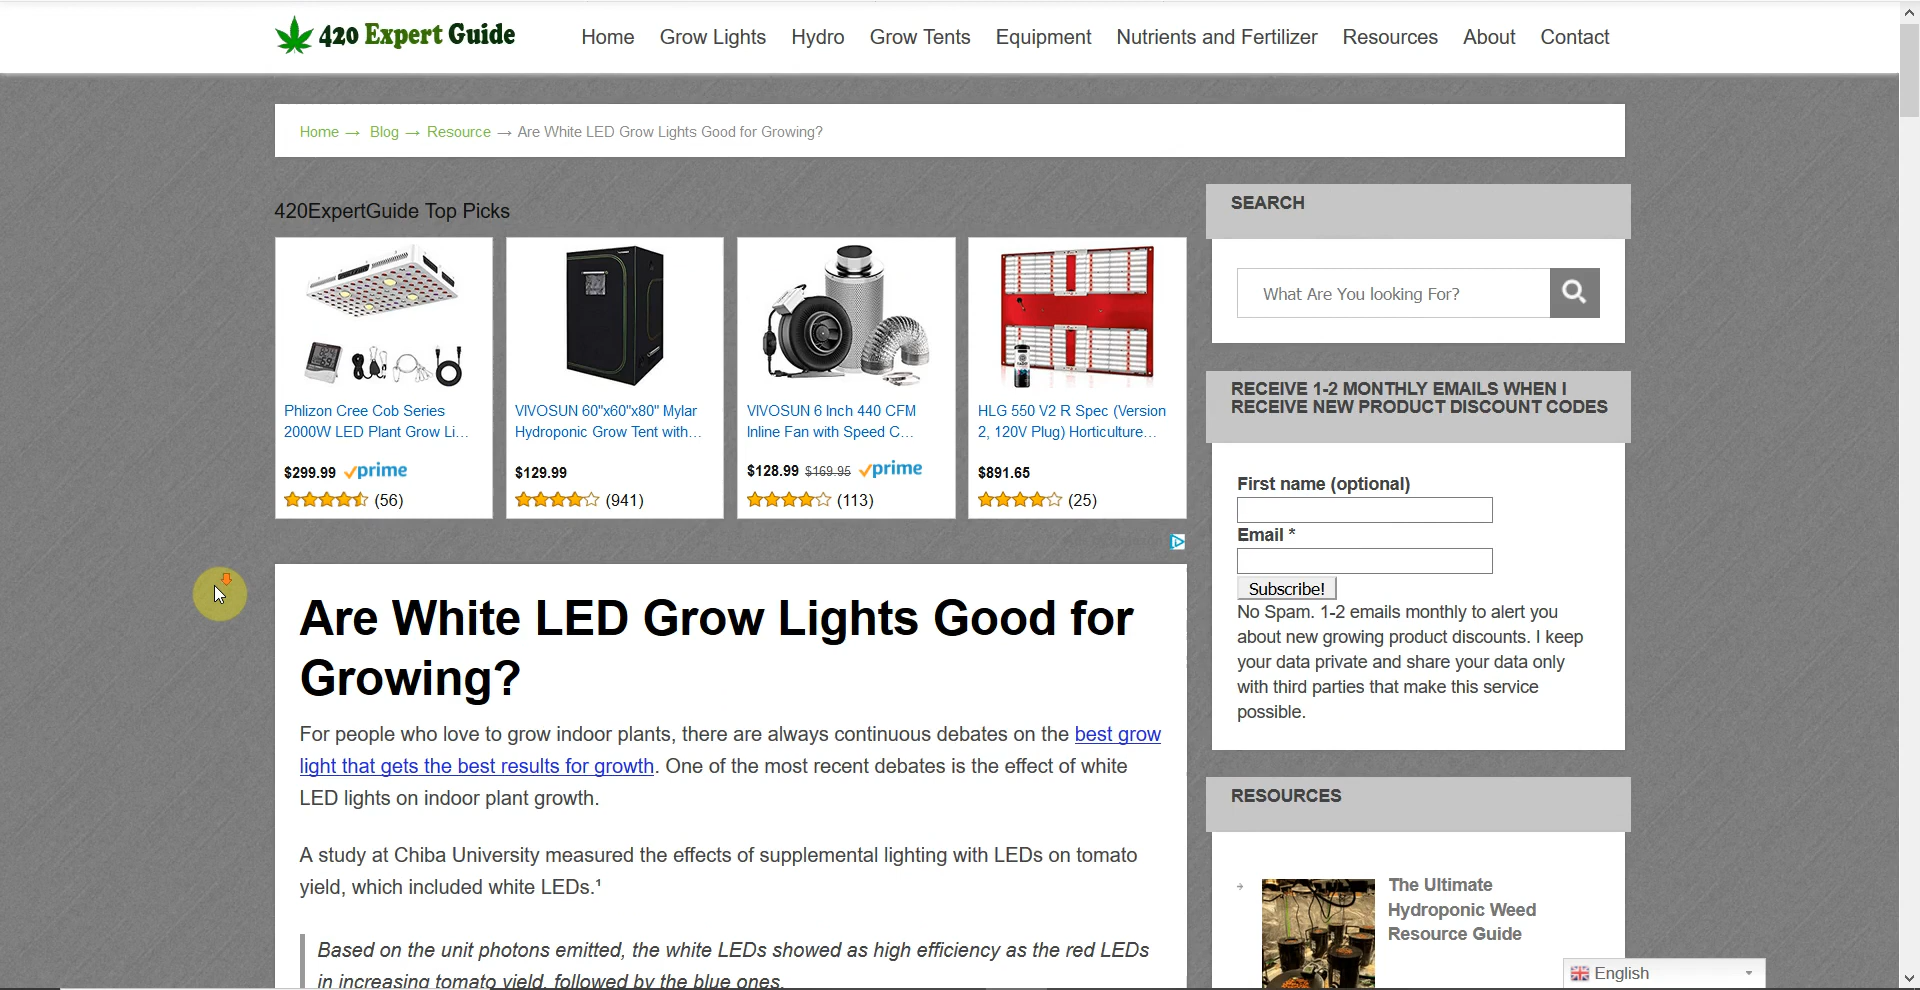 420 Expert Guide
Home Grow Lights Hydro Grow Tents Equipment Nutrients and Fertilizer Resources About Contact
Home → Blog → Resource → Are White LED Grow Lights Good for Growing?
420ExpertGuide Top Picks
Phlizon Cree Cob Series
2000W LED Plant Grow Li...
$299.99 prime
(56)
VIVOSUN 60"x60"x80" Mylar
Hydroponic Grow Tent with...
$129.99
(941)
VIVOSUN 6 Inch 440 CFM
Inline Fan with Speed C...
$128.99 $169.95 prime
(113)
HLG 550 V2 R Spec (Version
2, 120V Plug) Horticulture...
$891.65
(25)
Are White LED Grow Lights Good for
Growing?
For people who love to grow indoor plants, there are always continuous debates on the best grow
light that gets the best results for growth. One of the most recent debates is the effect of white
LED lights on indoor plant growth.
A study at Chiba University measured the effects of supplemental lighting with LEDs on tomato
yield, which included white LEDs.¹
Based on the unit photons emitted, the white LEDs showed as high efficiency as the red LEDs
in increasing tomato yield, followed by the blue ones.
SEARCH
What Are You looking For?
RECEIVE 1-2 MONTHLY EMAILS WHEN I
RECEIVE NEW PRODUCT DISCOUNT CODES
First name (optional)
Email *
Subscribe!
No Spam. 1-2 emails monthly to alert you
about new growing product discounts. I keep
your data private and share your data only
with third parties that make this service
possible.
RESOURCES
The Ultimate
Hydroponic Weed
Resource Guide
English